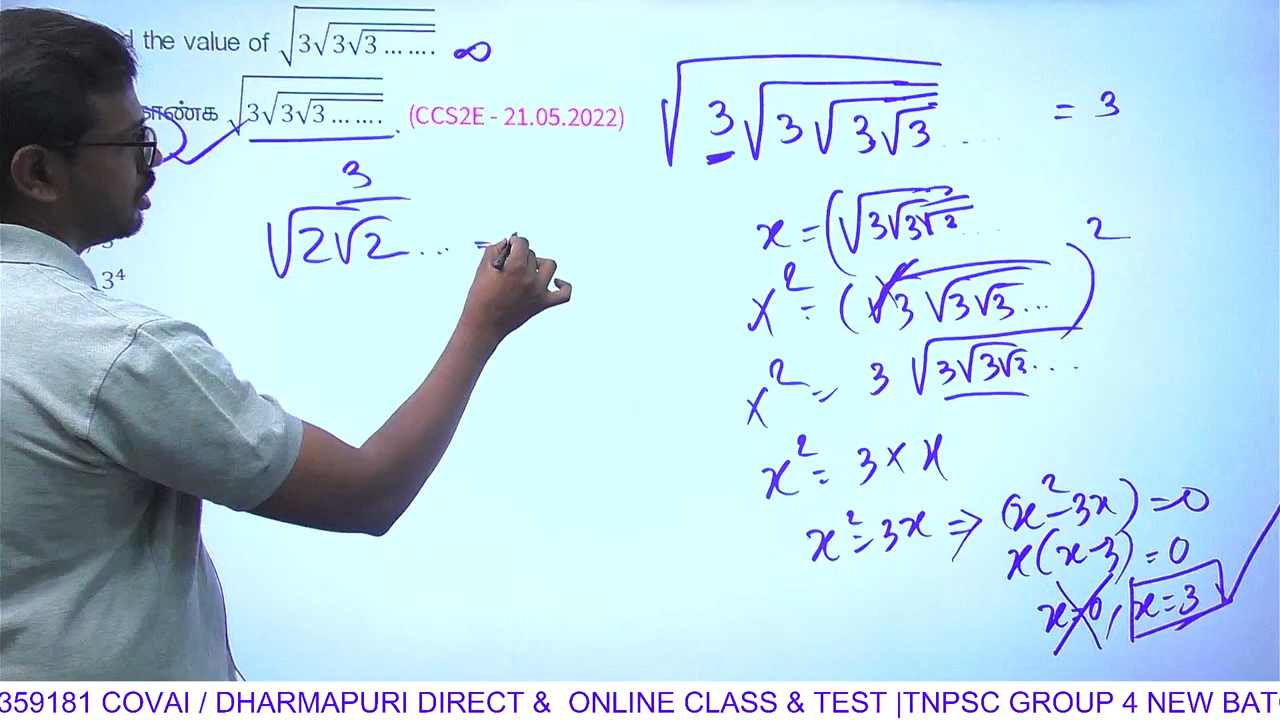 d the value of √3√3√3 ... .... ∞
காண்க √3√3√3 ... .... . (CCS2E - 21.05.2022)
3
√2√2 ... =
3⁴
√3√3√3√3 .... = 3
x = (√3√3√3 ...
x² = (√3√3√3...)²
x² = 3√3√3√3...
x² = 3 × x
x² = 3x ⇒ (x² - 3x) = 0
x(x-3) = 0
x=0, x=3
359181 COVAI / DHARMAPURI DIRECT & ONLINE CLASS & TEST |TNPSC GROUP 4 NEW BAT